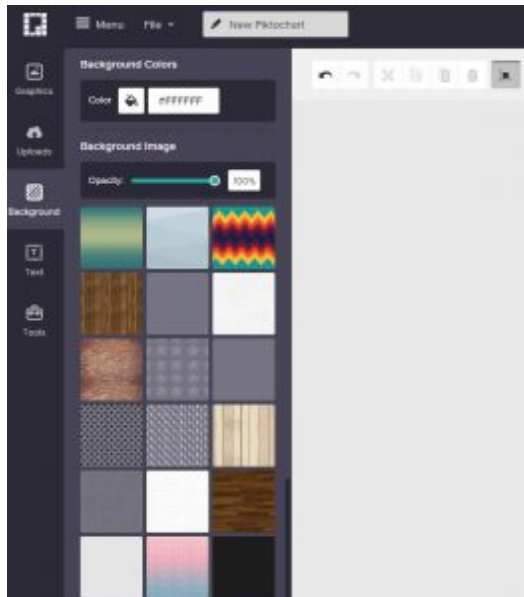 Menu File New Piktochart
Graphics
Uploads
Background
Text
Tools
Background Colors
Color #FFFFFF
Background Image
Opacity: 100%